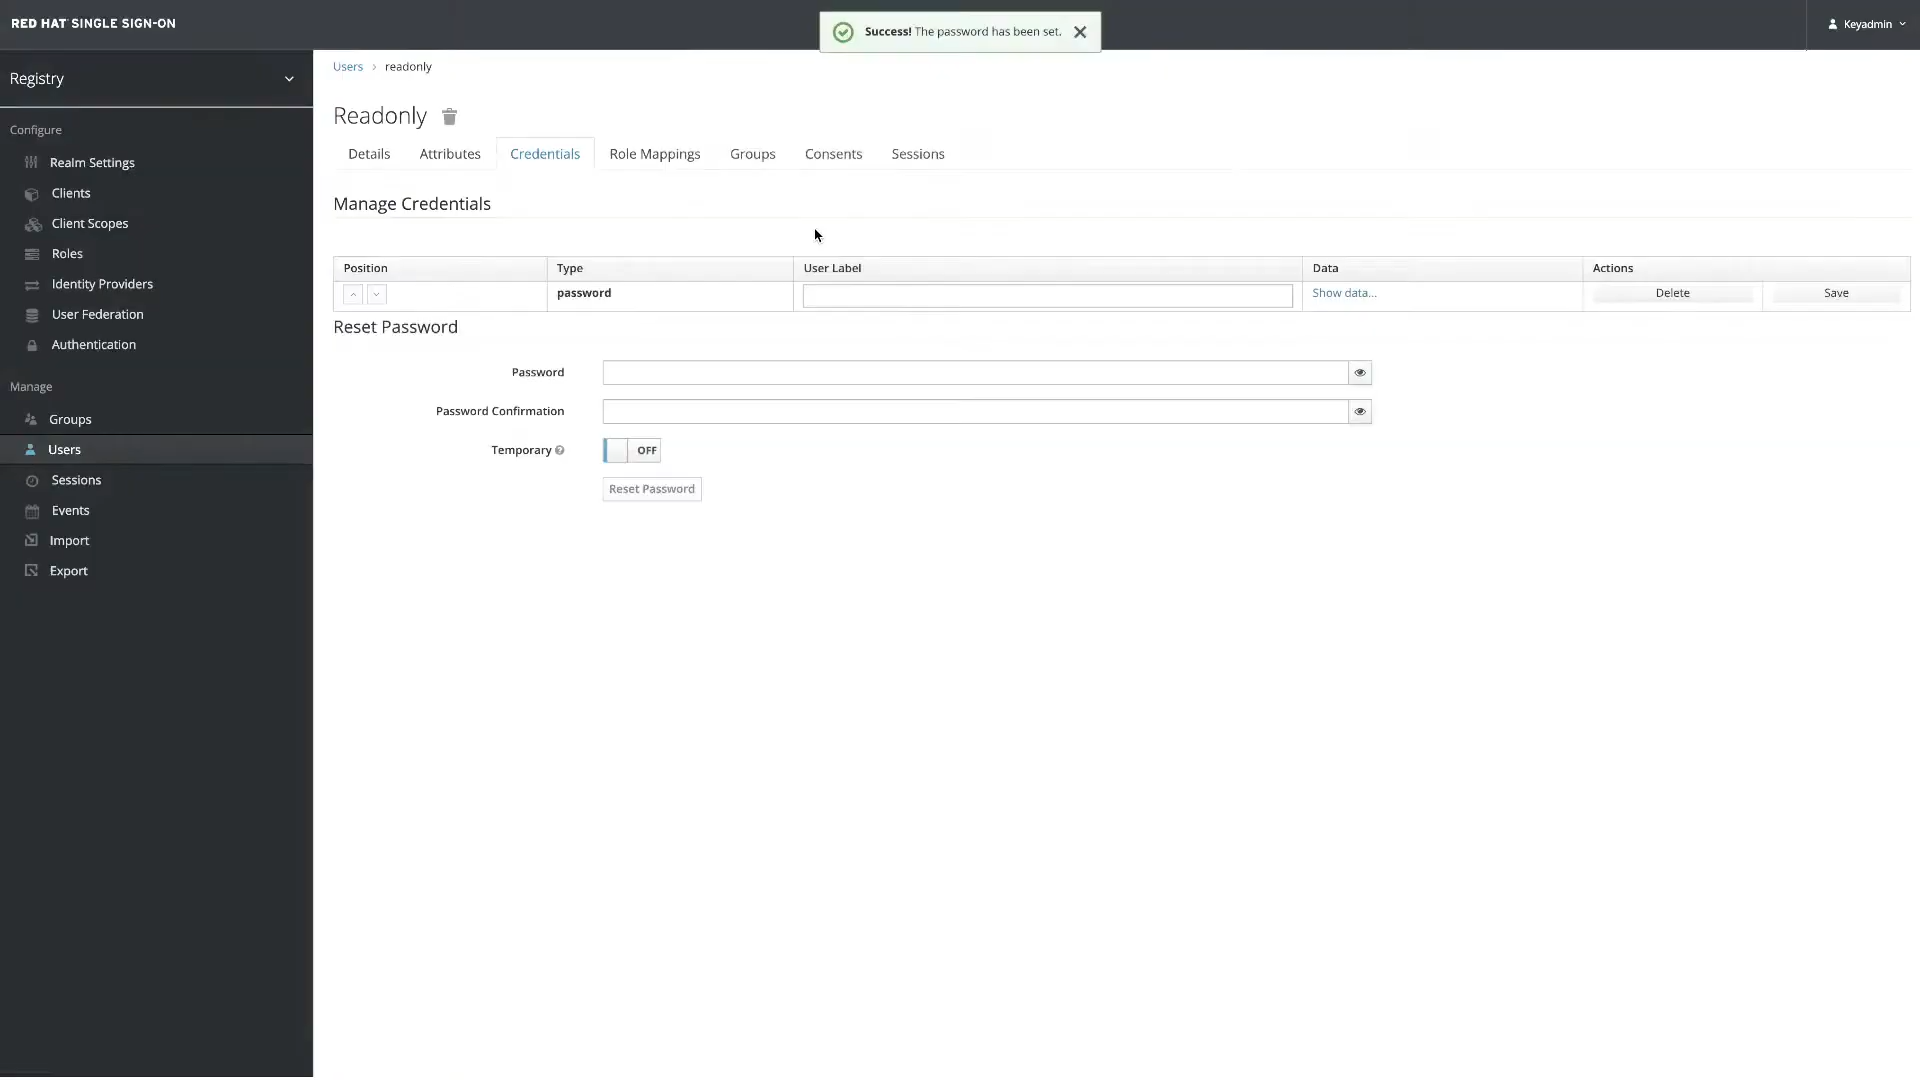 RED HAT SINGLE SIGN-ON
Success! The password has been set.
Keyadmin
Registry
Configure
Realm Settings
Clients
Client Scopes
Roles
Identity Providers
User Federation
Authentication
Manage
Groups
Users
Sessions
Events
Import
Export
Users > readonly
Readonly
Details Attributes Credentials Role Mappings Groups Consents Sessions
Manage Credentials
Position Type User Label Data Actions
password Show data... Delete Save
Reset Password
Password
Password Confirmation
Temporary OFF
Reset Password